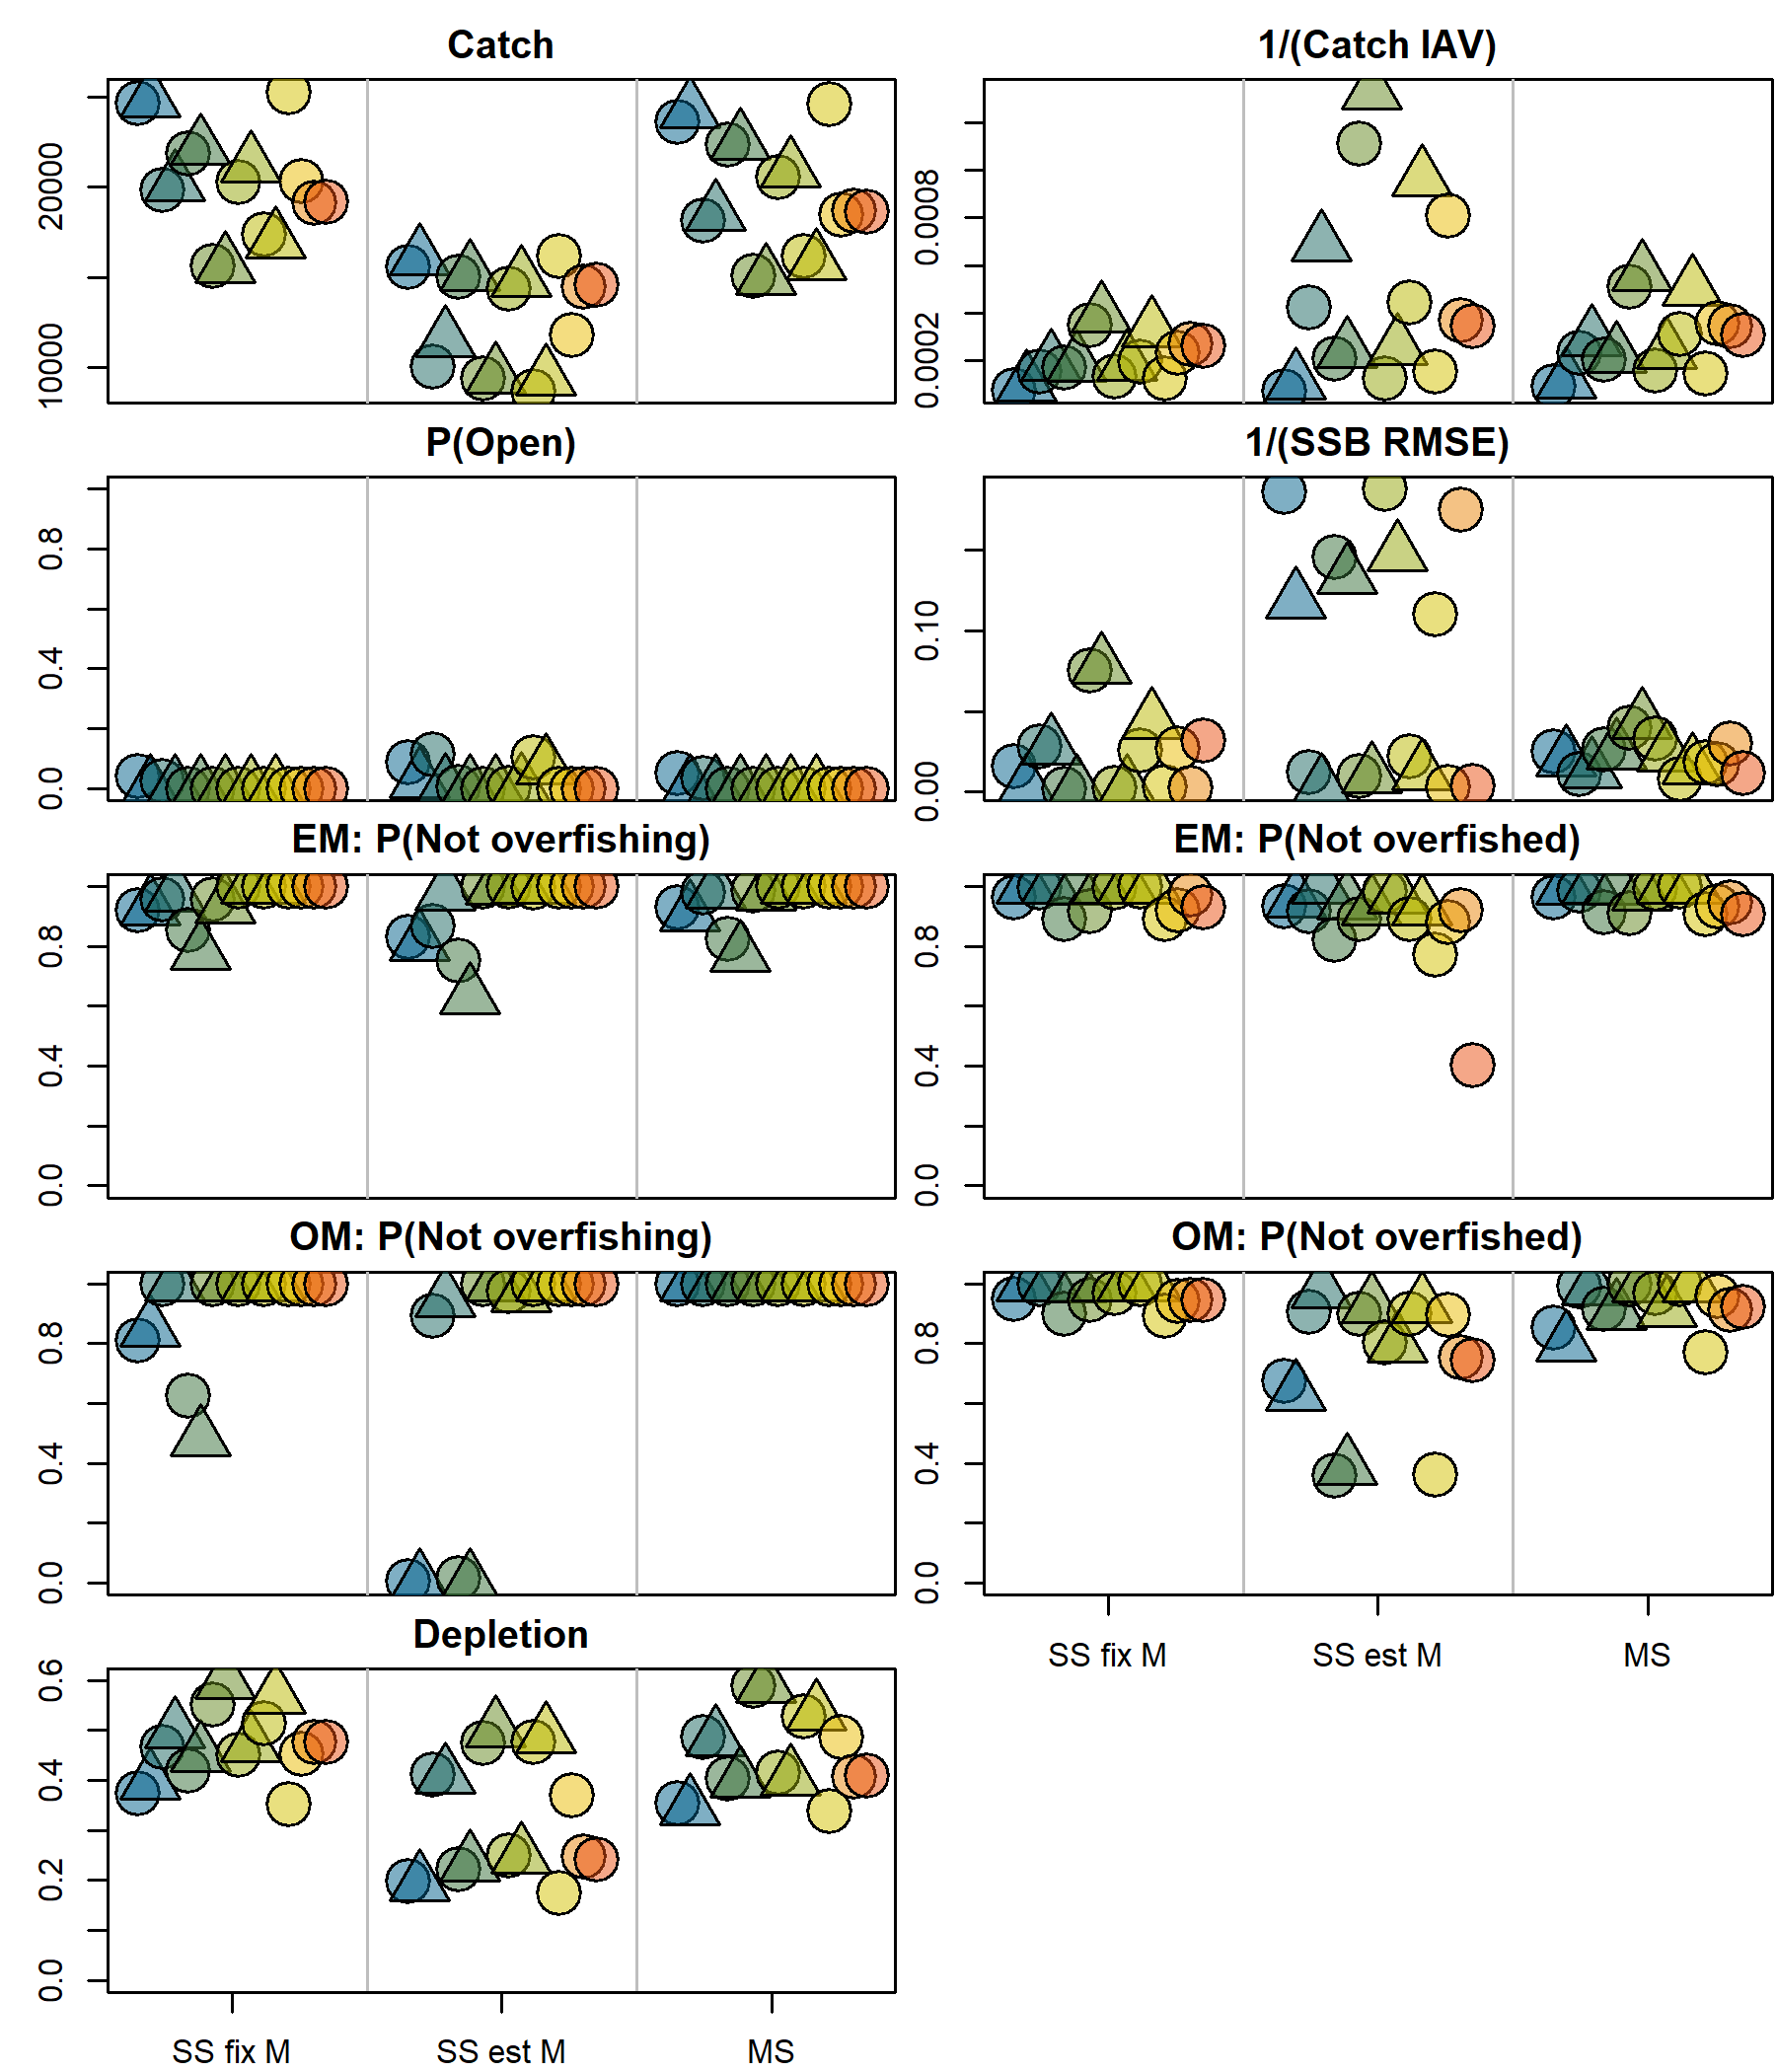 Catch
1/(Catch IAV)
20000
10000
0.0008
0.0002
P(Open)
1/(SSB RMSE)
0.8
0.4
0.0
0.10
0.00
EM: P(Not overfishing)
EM: P(Not overfished)
0.8
0.4
0.0
0.8
0.4
0.0
OM: P(Not overfishing)
OM: P(Not overfished)
0.8
0.4
0.0
0.8
0.4
0.0
Depletion
SS fix M
SS est M
MS
0.6
0.4
0.2
0.0
SS fix M
SS est M
MS